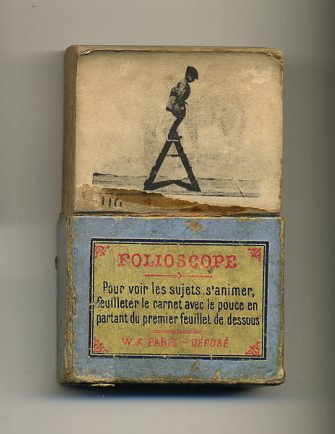 FOLIOSCOPE
Pour voir les sujets s'animer,
feuilleter le carnet avec le pouce en
partant du premier feuillet de dessous
W.X. PARIS - DÉPOSÉ